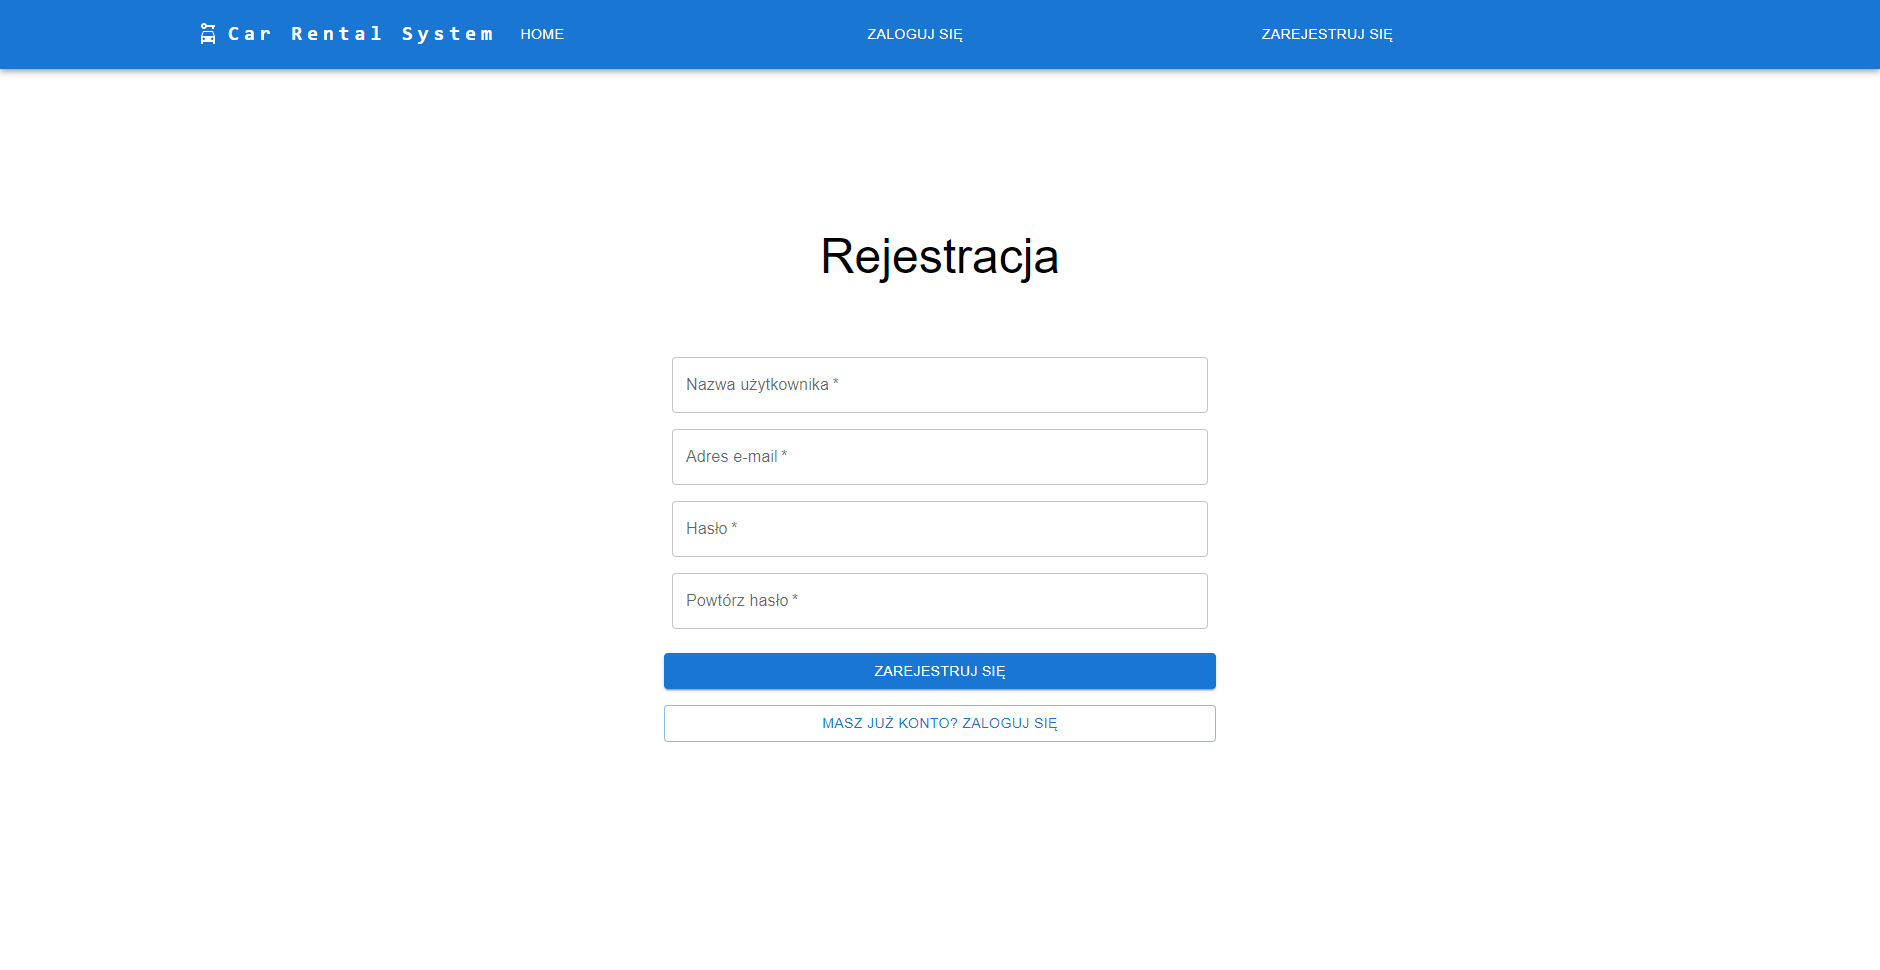 Car Rental System HOME ZALOGUJ SIĘ ZAREJESTRUJ SIĘ
Rejestracja
Nazwa użytkownika *
Adres e-mail *
Hasło *
Powtórz hasło *
ZAREJESTRUJ SIĘ
MASZ JUŻ KONTO? ZALOGUJ SIĘ